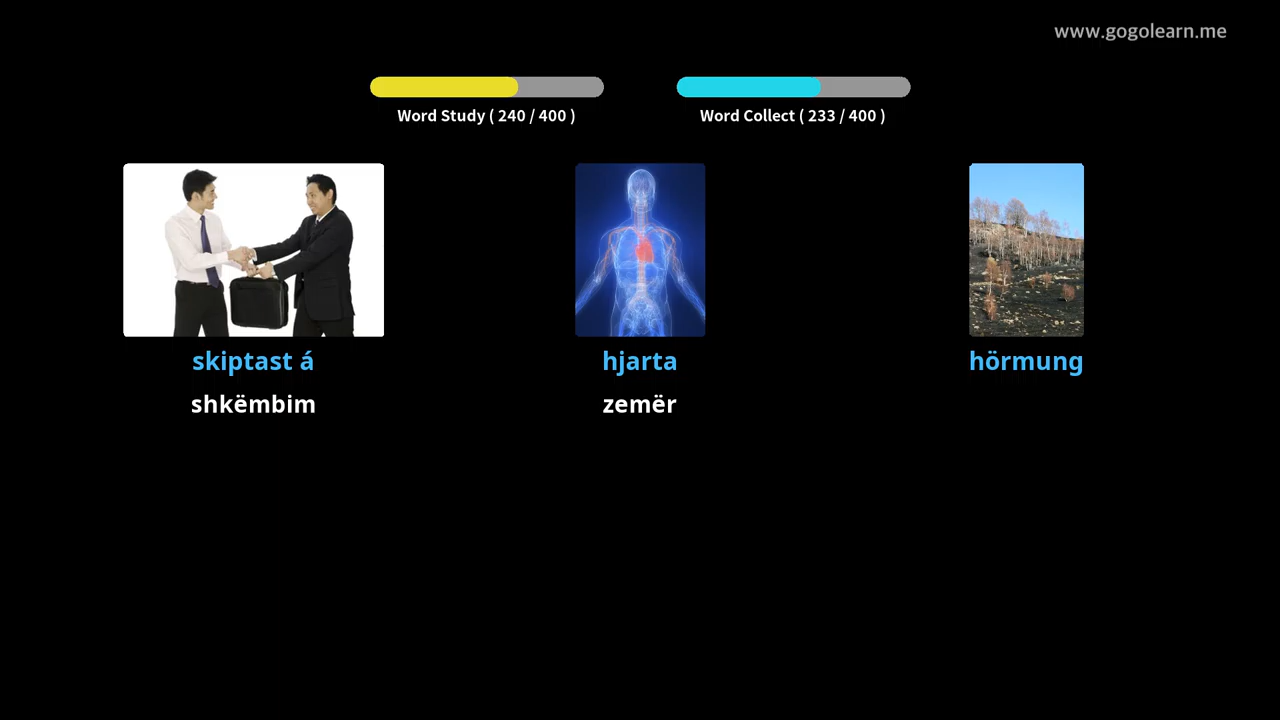 www.gogolearn.me
Word Study ( 240 / 400 )
Word Collect ( 233 / 400 )
skiptast á
hjarta
hörmung
shkëmbim
zemër